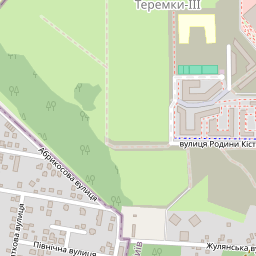 Теремки-III
вулиця Родини Кіст
Абрикосова вулиця
Північна вулиця
Жулянська в